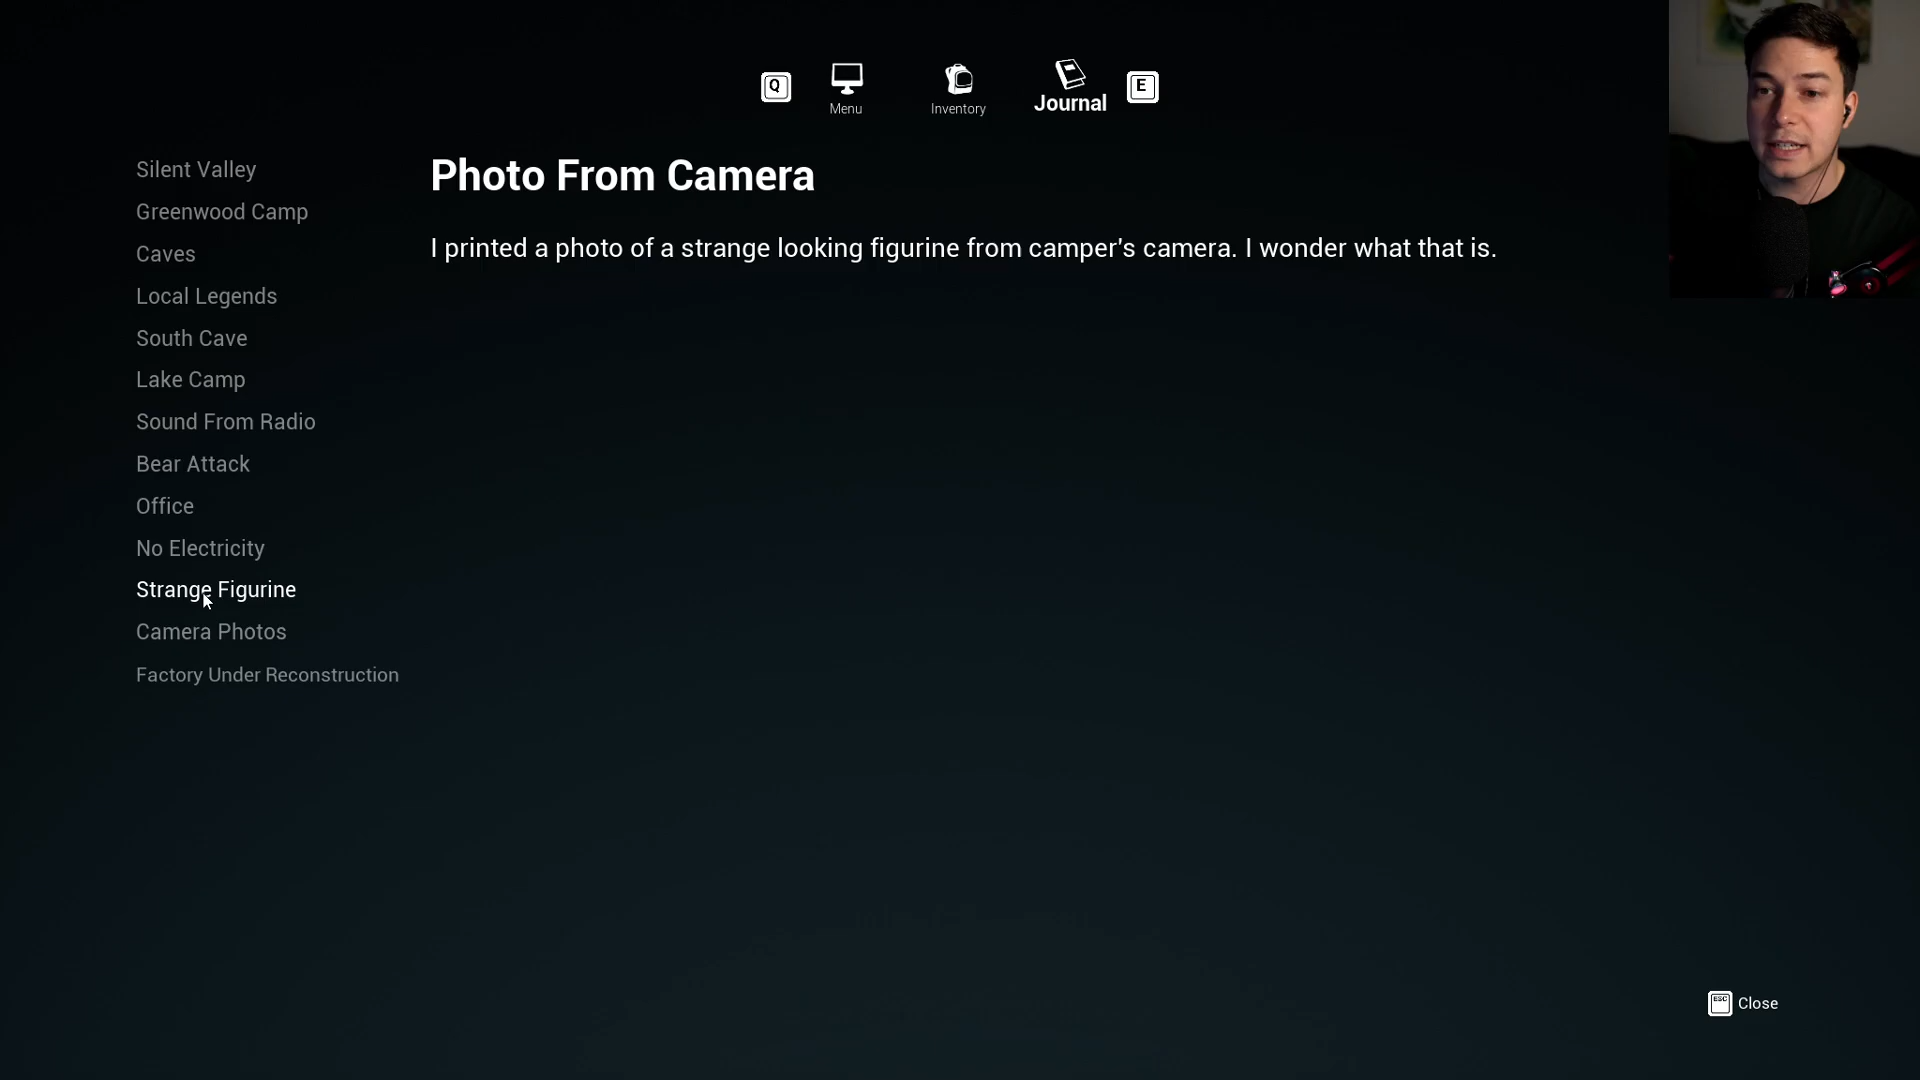 Q
Menu
Inventory
Journal
E
Silent Valley
Greenwood Camp
Caves
Local Legends
South Cave
Lake Camp
Sound From Radio
Bear Attack
Office
No Electricity
Strange Figurine
Camera Photos
Factory Under Reconstruction
Photo From Camera
I printed a photo of a strange looking figurine from camper's camera. I wonder what that is.
ESC Close